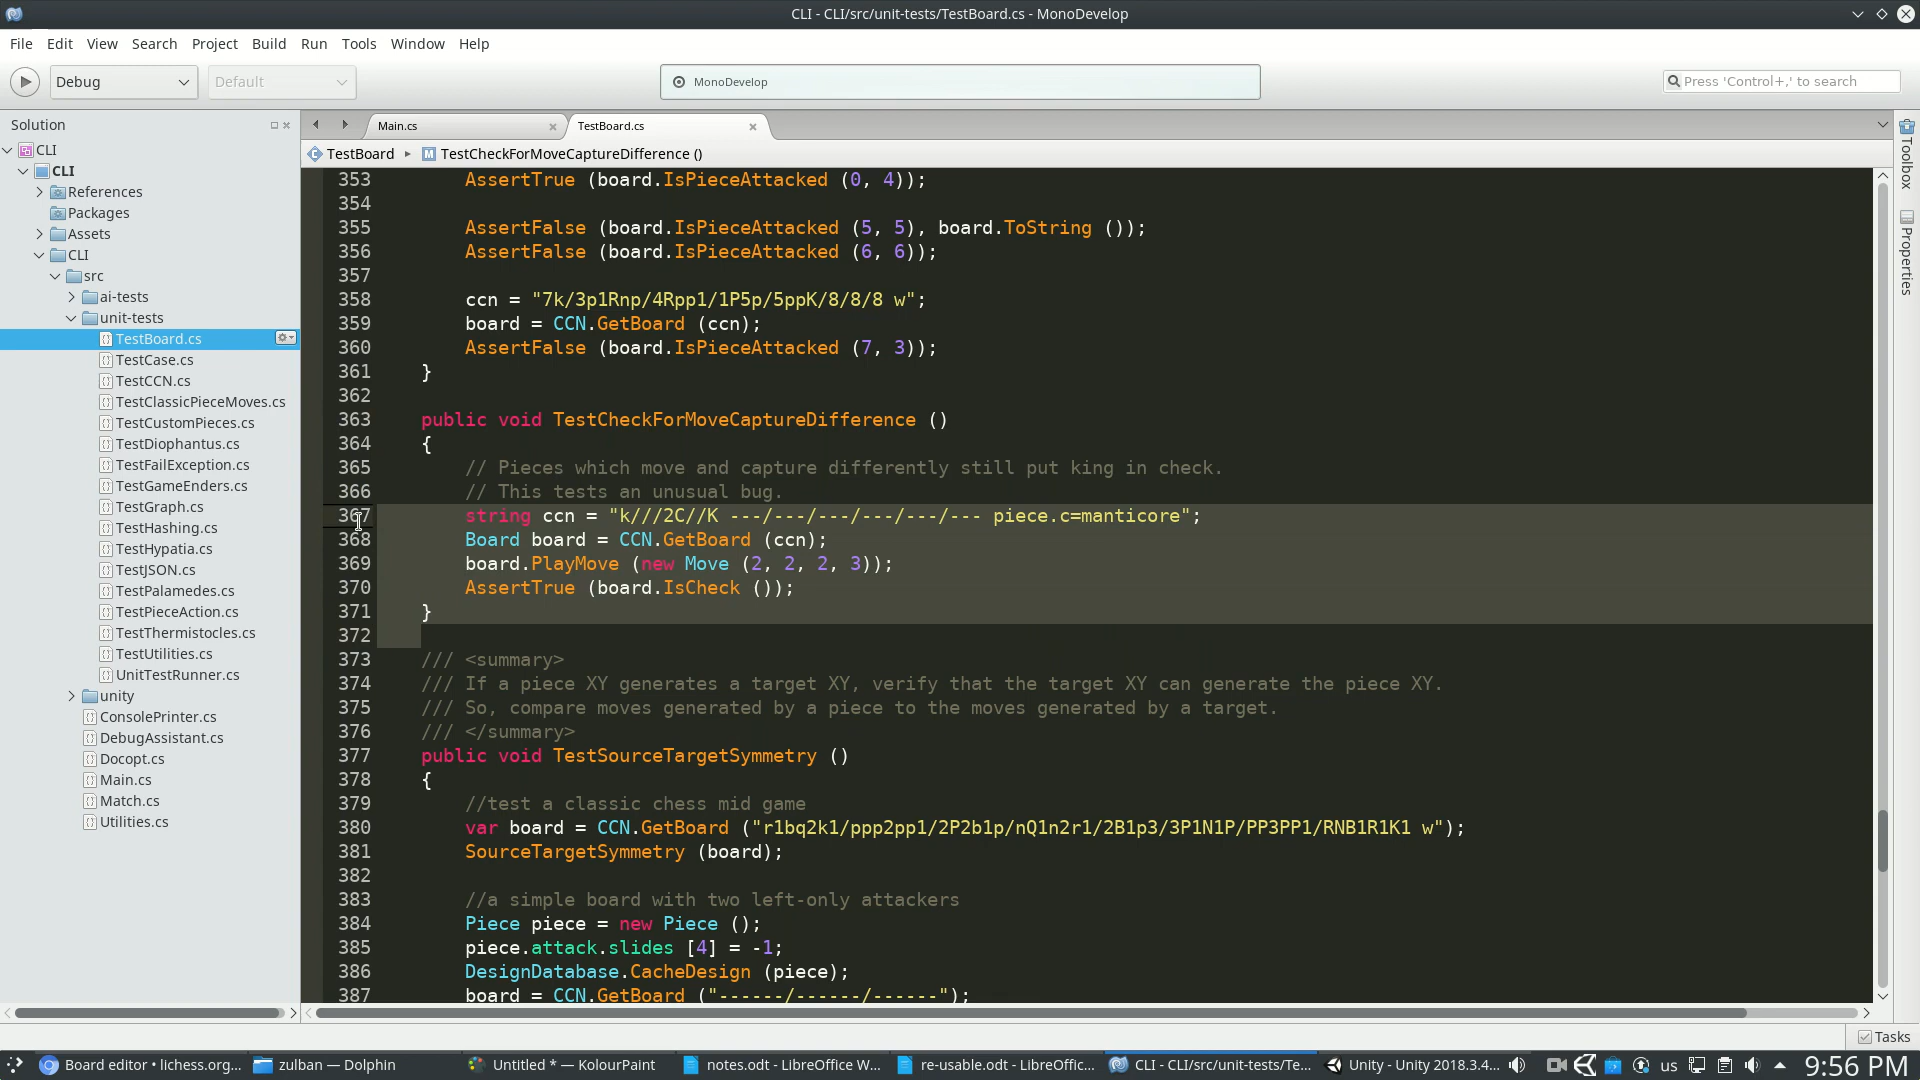 CLI - CLI/src/unit-tests/TestBoard.cs - MonoDevelop
File Edit View Search Project Build Run Tools Window Help
Debug Default MonoDevelop Press 'Control+,' to search
Solution
CLI
CLI
References
Packages
Assets
CLI
src
ai-tests
unit-tests
TestBoard.cs
TestCase.cs
TestCCN.cs
TestClassicPieceMoves.cs
TestCustomPieces.cs
TestDiophantus.cs
TestFailException.cs
TestGameEnders.cs
TestGraph.cs
TestHashing.cs
TestHypatia.cs
TestJSON.cs
TestPalamedes.cs
TestPieceAction.cs
TestThermistocles.cs
TestUtilities.cs
UnitTestRunner.cs
unity
ConsolePrinter.cs
DebugAssistant.cs
Docopt.cs
Main.cs
Match.cs
Utilities.cs
Main.cs TestBoard.cs
TestBoard TestCheckForMoveCaptureDifference ()
353 AssertTrue (board.IsPieceAttacked (0, 4));
354
355 AssertFalse (board.IsPieceAttacked (5, 5), board.ToString ());
356 AssertFalse (board.IsPieceAttacked (6, 6));
357
358 ccn = "7k/3p1Rnp/4Rpp1/1P5p/5ppK/8/8/8 w";
359 board = CCN.GetBoard (ccn);
360 AssertFalse (board.IsPieceAttacked (7, 3));
361 }
362
363 public void TestCheckForMoveCaptureDifference ()
364 {
365 // Pieces which move and capture differently still put king in check.
366 // This tests an unusual bug.
367 string ccn = "k///2C//K ---/---/---/---/---/--- piece.c=manticore";
368 Board board = CCN.GetBoard (ccn);
369 board.PlayMove (new Move (2, 2, 2, 3));
370 AssertTrue (board.IsCheck ());
371 }
372
373 /// <summary>
374 /// If a piece XY generates a target XY, verify that the target XY can generate the piece XY.
375 /// So, compare moves generated by a piece to the moves generated by a target.
376 /// </summary>
377 public void TestSourceTargetSymmetry ()
378 {
379 //test a classic chess mid game
380 var board = CCN.GetBoard ("r1bq2k1/ppp2pp1/2P2b1p/nQ1n2r1/2B1p3/3P1N1P/PP3PP1/RNB1R1K1 w");
381 SourceTargetSymmetry (board);
382
383 //a simple board with two left-only attackers
384 Piece piece = new Piece ();
385 piece.attack.slides [4] = -1;
386 DesignDatabase.CacheDesign (piece);
387 board = CCN.GetBoard ("------/------/------");
Toolbox
Properties
Tasks
Board editor • lichess.org... zulban — Dolphin Untitled * — KolourPaint notes.odt - LibreOffice W... re-usable.odt - LibreOffic... CLI - CLI/src/unit-tests/Te... Unity - Unity 2018.3.4... us 9:56 PM